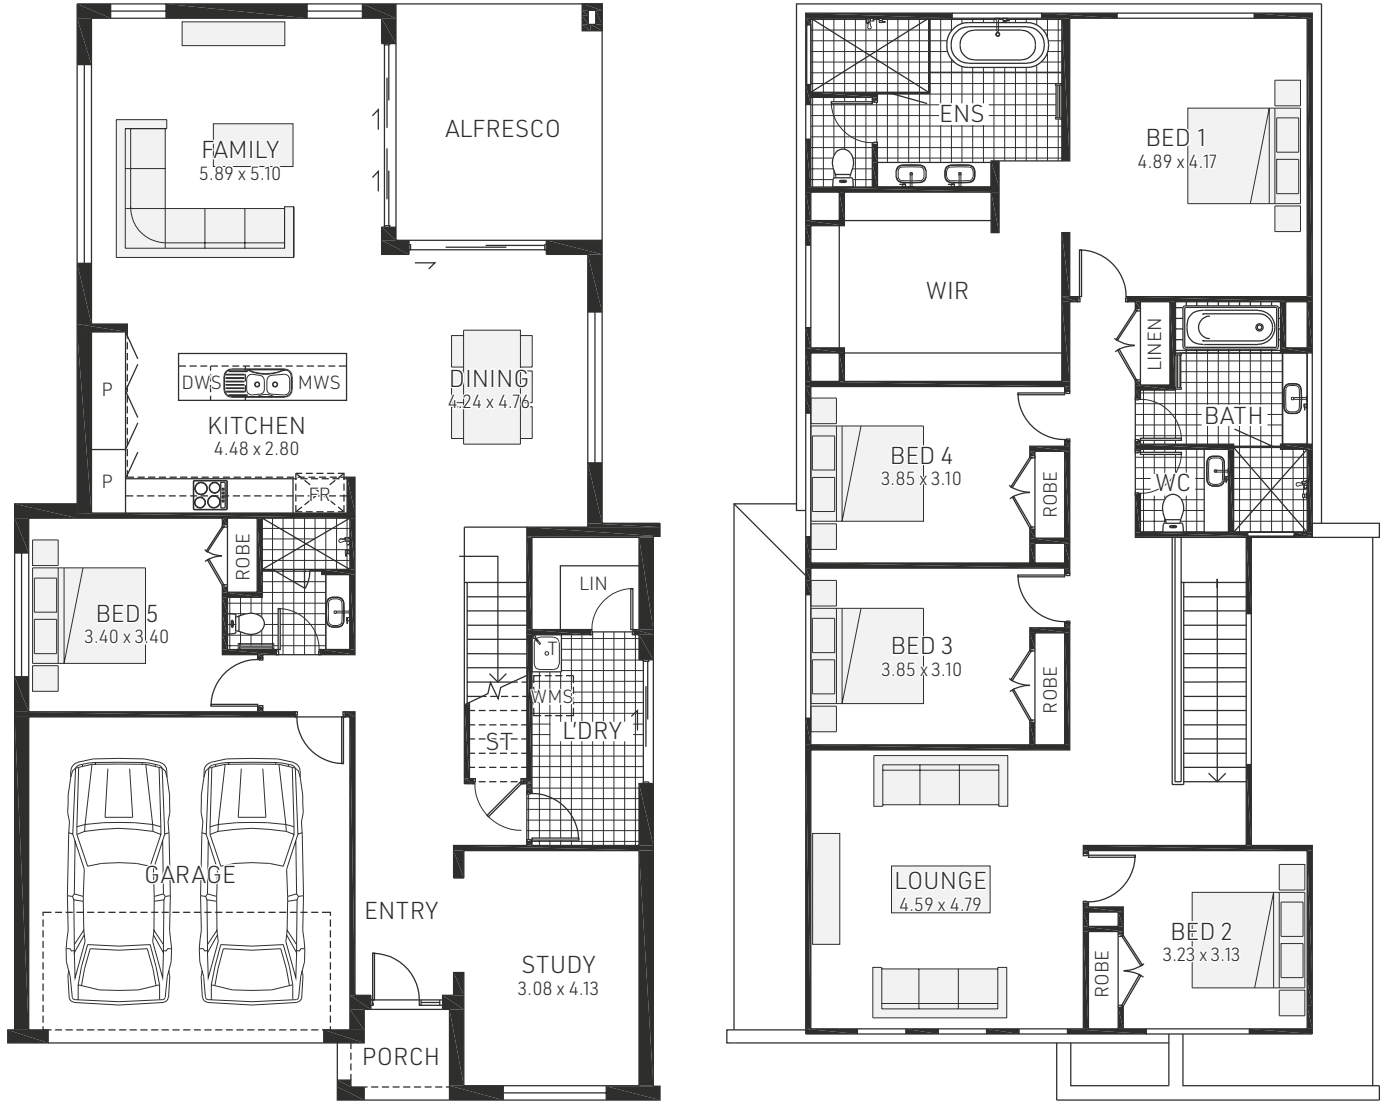 ALFRESCO
FAMILY
5.89 x 5.10
P
DWS
MWS
DINING
4.24 x 4.76
KITCHEN
4.48 x 2.80
P
FR
ROBE
BED 5
3.40 x 3.40
LIN
T
WMS
L'DRY
ST
GARAGE
ENTRY
STUDY
3.08 x 4.13
PORCH
ENS
BED 1
4.89 x 4.17
WIR
LINEN
BATH
BED 4
3.85 x 3.10
ROBE
WC
BED 3
3.85 x 3.10
ROBE
LOUNGE
4.59 x 4.79
BED 2
3.23 x 3.13
ROBE